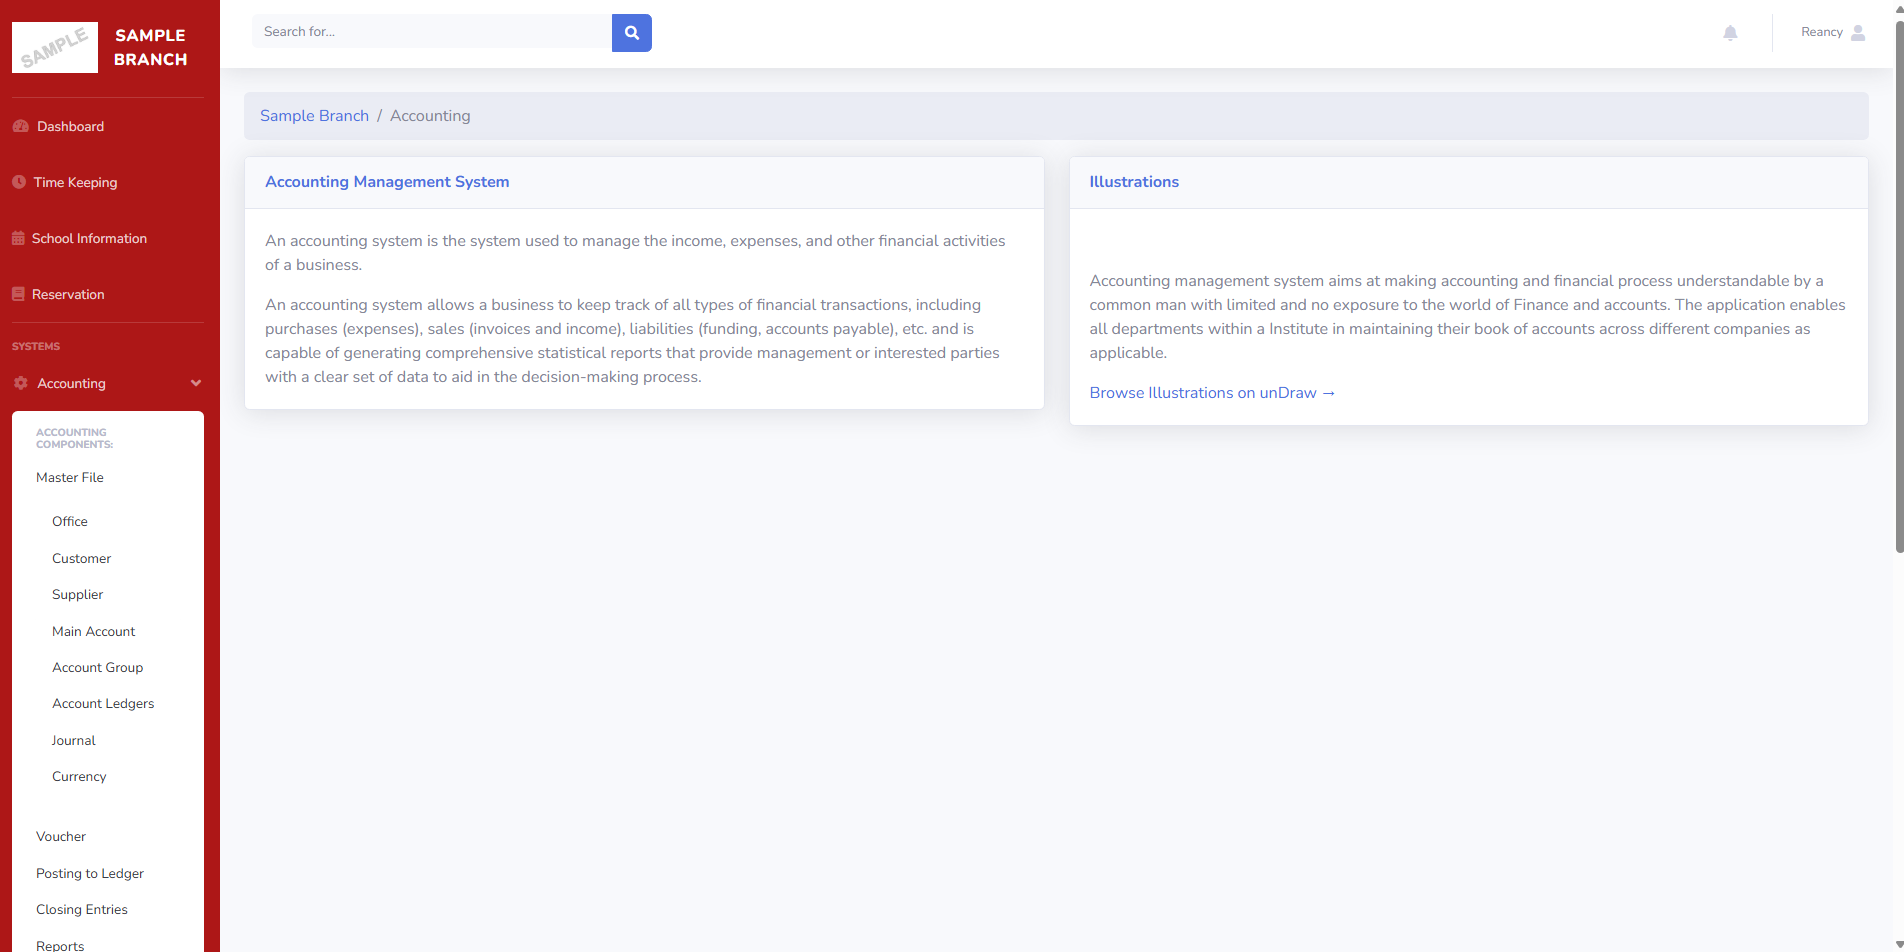 SAMPLE
SAMPLE
BRANCH
Search for...
Reancy
Dashboard
Time Keeping
School Information
Reservation
SYSTEMS
Accounting
ACCOUNTING
COMPONENTS:
Master File
Office
Customer
Supplier
Main Account
Account Group
Account Ledgers
Journal
Currency
Voucher
Posting to Ledger
Closing Entries
Reports
Sample Branch / Accounting
Accounting Management System
An accounting system is the system used to manage the income, expenses, and other financial activities
of a business.
An accounting system allows a business to keep track of all types of financial transactions, including
purchases (expenses), sales (invoices and income), liabilities (funding, accounts payable), etc. and is
capable of generating comprehensive statistical reports that provide management or interested parties
with a clear set of data to aid in the decision-making process.
Illustrations
Accounting management system aims at making accounting and financial process understandable by a
common man with limited and no exposure to the world of Finance and accounts. The application enables
all departments within a Institute in maintaining their book of accounts across different companies as
applicable.
Browse Illustrations on unDraw →